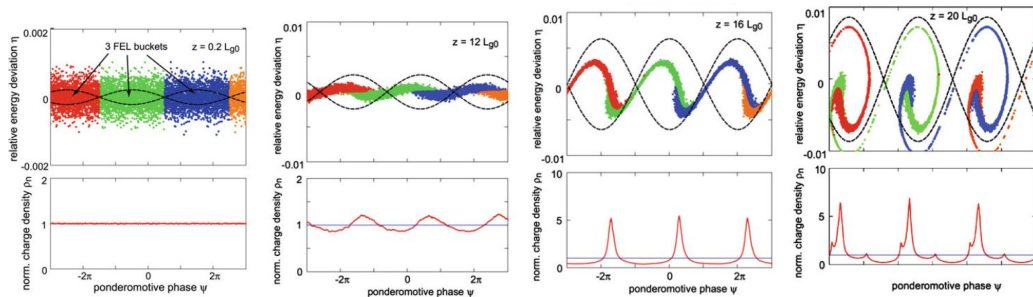 0.002
3 FEL buckets
z = 0.2 Lg0
0
-0.002
relative energy deviation η
2
1
0
norm. charge density ρn
-2π 0 2π
ponderomotive phase ψ
0.01
z = 12 Lg0
0
-0.01
relative energy deviation η
2
1
0
norm. charge density ρn
-2π 0 2π
ponderomotive phase ψ
0.01
z = 16 Lg0
0
-0.01
relative energy deviation η
10
5
0
norm. charge density ρn
-2π 0 2π
ponderomotive phase ψ
0.01
z = 20 Lg0
0
-0.01
relative energy deviation η
10
5
0
norm. charge density ρn
-2π 0 2π
ponderomotive phase ψ